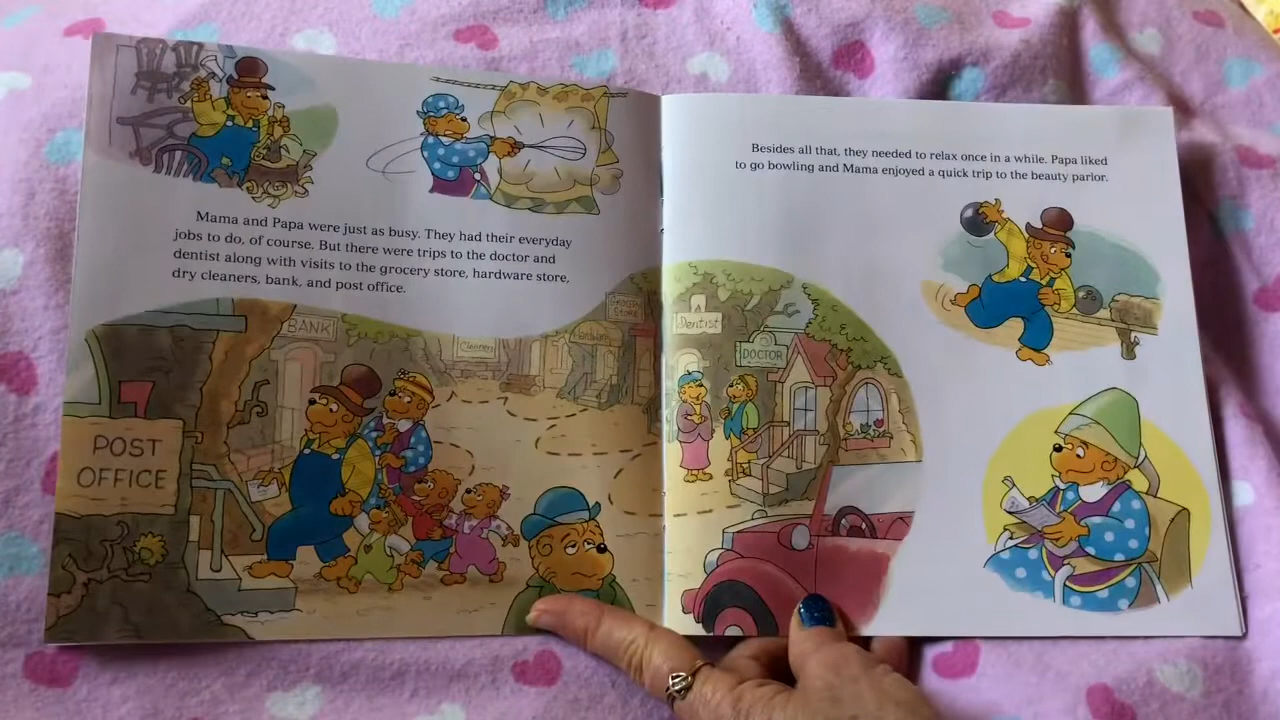 Mama and Papa were just as busy. They had their everyday
jobs to do, of course. But there were trips to the doctor and
dentist along with visits to the grocery store, hardware store,
dry cleaners, bank, and post office.
BANK
Cleaners
Hardware
Store
POST
OFFICE
Besides all that, they needed to relax once in a while. Papa liked
to go bowling and Mama enjoyed a quick trip to the beauty parlor.
Dentist
DOCTOR